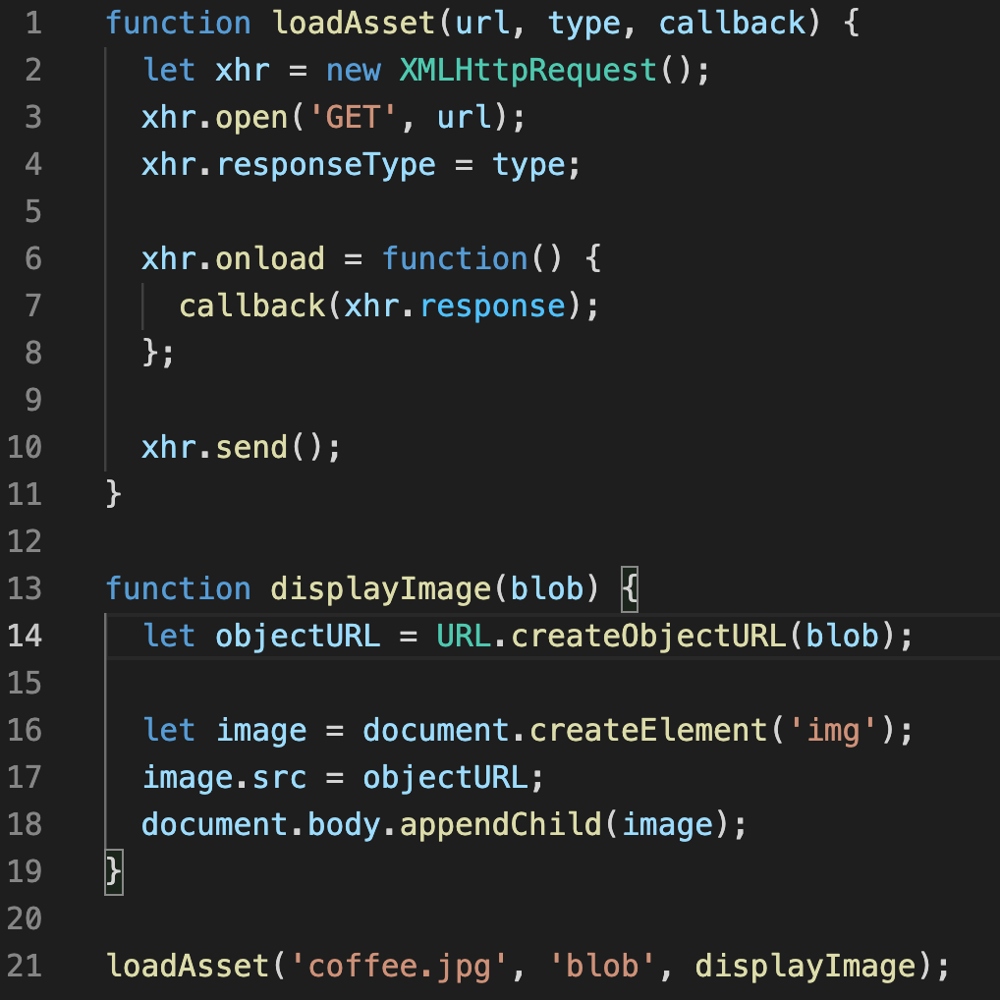 1 function loadAsset(url, type, callback) {
2   let xhr = new XMLHttpRequest();
3   xhr.open('GET', url);
4   xhr.responseType = type;
5
6   xhr.onload = function() {
7     callback(xhr.response);
8   };
9
10   xhr.send();
11 }
12
13 function displayImage(blob) {
14   let objectURL = URL.createObjectURL(blob);
15
16   let image = document.createElement('img');
17   image.src = objectURL;
18   document.body.appendChild(image);
19 }
20
21 loadAsset('coffee.jpg', 'blob', displayImage);